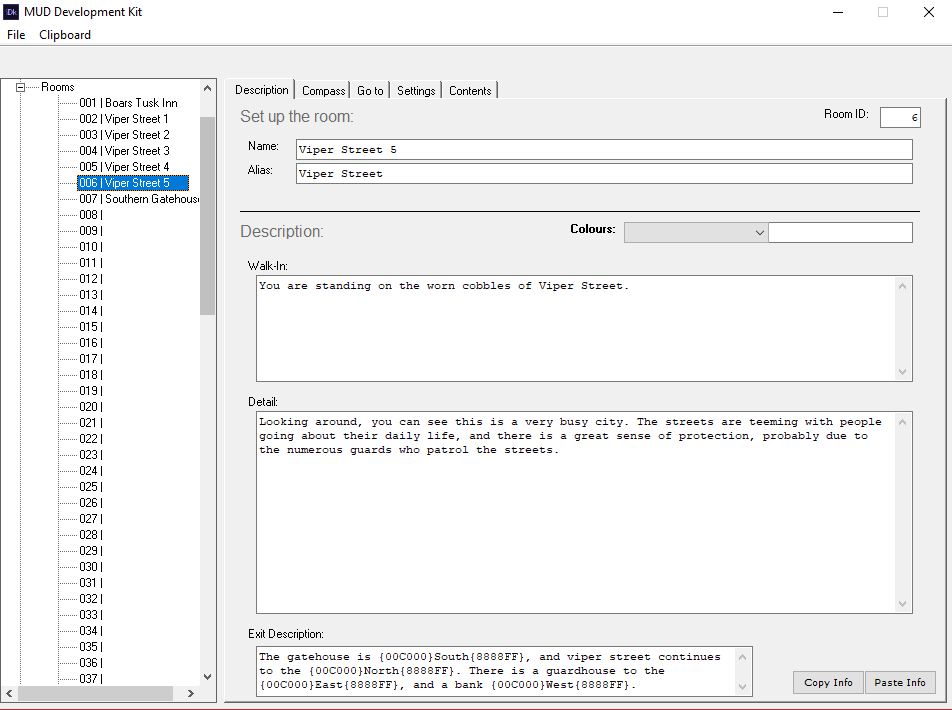 IDk MUD Development Kit
File Clipboard
Rooms
001 | Boars Tusk Inn
002 | Viper Street 1
003 | Viper Street 2
004 | Viper Street 3
005 | Viper Street 4
006 | Viper Street 5
007 | Southern Gatehous
008 |
009 |
010 |
011 |
012 |
013 |
014 |
015 |
016 |
017 |
018 |
019 |
020 |
021 |
022 |
023 |
024 |
025 |
026 |
027 |
028 |
029 |
030 |
031 |
032 |
033 |
034 |
035 |
036 |
037 |
Description Compass Go to Settings Contents
Set up the room: Room ID: 6
Name: Viper Street 5
Alias: Viper Street
Description: Colours:
Walk-In:
You are standing on the worn cobbles of Viper Street.
Detail:
Looking around, you can see this is a very busy city. The streets are teeming with people
going about their daily life, and there is a great sense of protection, probably due to
the numerous guards who patrol the streets.
Exit Description:
The gatehouse is {00C000}South{8888FF}, and viper street continues
to the {00C000}North{8888FF}. There is a guardhouse to the
{00C000}East{8888FF}, and a bank {00C000}West{8888FF}.
Copy Info Paste Info